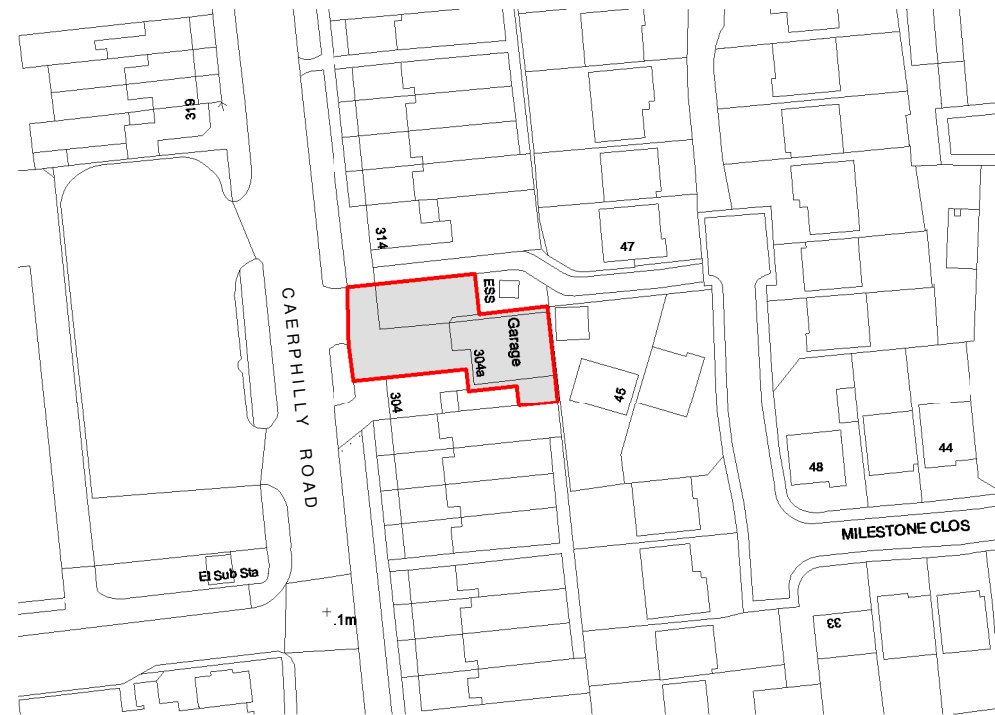 319
314
47
ESS
CAERPHILLY ROAD
Garage
304a
304
45
48
44
MILESTONE CLOS
El Sub Sta
.1m
33